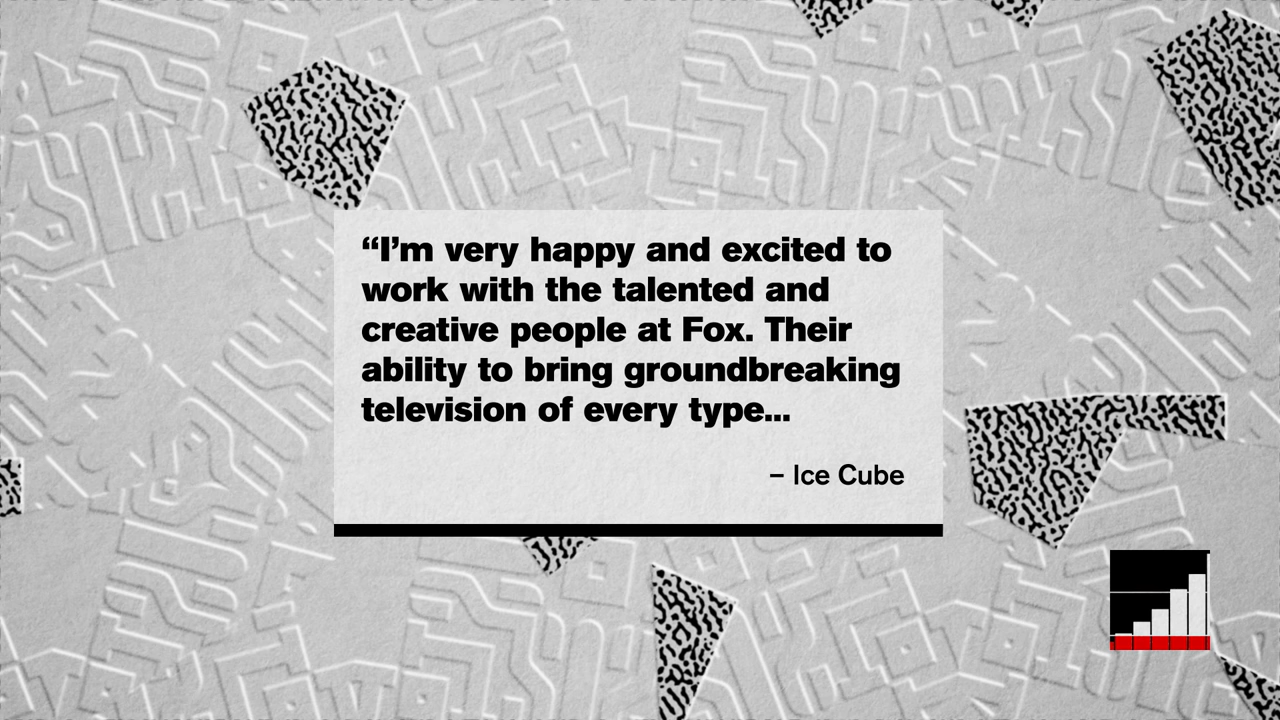 “I’m very happy and excited to
work with the talented and
creative people at Fox. Their
ability to bring groundbreaking
television of every type...
– Ice Cube